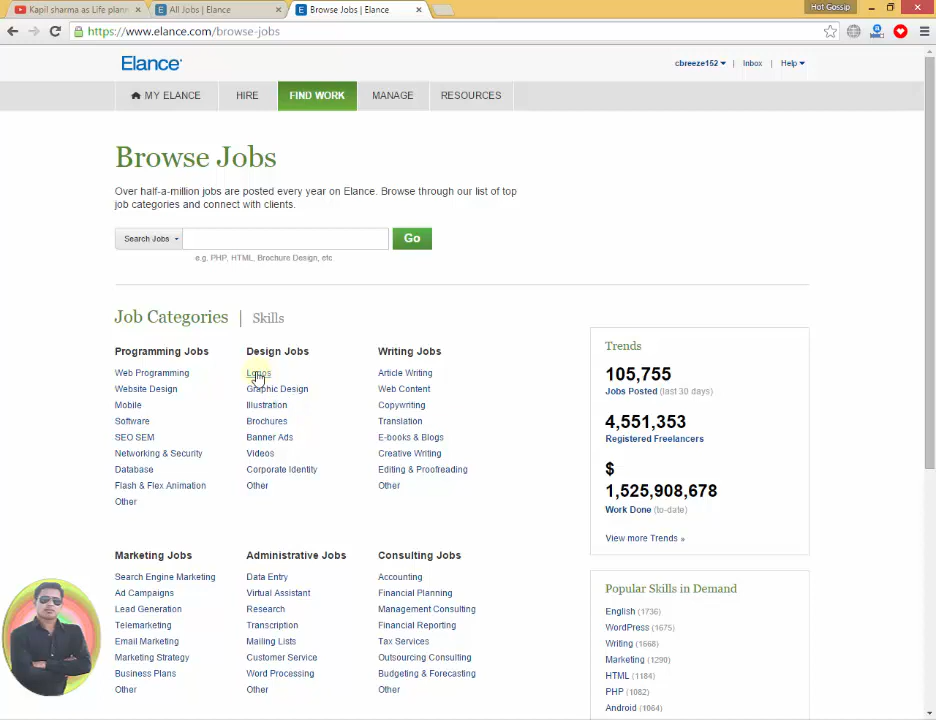 Kapil sharma as Life plann
All Jobs | Elance
Browse Jobs | Elance
Hot Gossip
https://www.elance.com/browse-jobs
Elance
cbreeze152 | Inbox | Help
MY ELANCE
HIRE
FIND WORK
MANAGE
RESOURCES
Browse Jobs
Over half-a-million jobs are posted every year on Elance. Browse through our list of top
job categories and connect with clients.
Search Jobs
Go
e.g. PHP, HTML, Brochure Design, etc.
Job Categories | Skills
Programming Jobs
Web Programming
Website Design
Mobile
Software
SEO SEM
Networking & Security
Database
Flash & Flex Animation
Other
Design Jobs
Logos
Graphic Design
Illustration
Brochures
Banner Ads
Videos
Corporate Identity
Other
Writing Jobs
Article Writing
Web Content
Copywriting
Translation
E-books & Blogs
Creative Writing
Editing & Proofreading
Other
Marketing Jobs
Search Engine Marketing
Ad Campaigns
Lead Generation
Telemarketing
Email Marketing
Marketing Strategy
Business Plans
Other
Administrative Jobs
Data Entry
Virtual Assistant
Research
Transcription
Mailing Lists
Customer Service
Word Processing
Other
Consulting Jobs
Accounting
Financial Planning
Management Consulting
Financial Reporting
Tax Services
Outsourcing Consulting
Budgeting & Forecasting
Other
Trends
105,755
Jobs Posted (last 30 days)
4,551,353
Registered Freelancers
$
1,525,908,678
Work Done (to-date)
View more Trends »
Popular Skills in Demand
English (1736)
WordPress (1675)
Writing (1668)
Marketing (1290)
HTML (1184)
PHP (1082)
Android (1064)